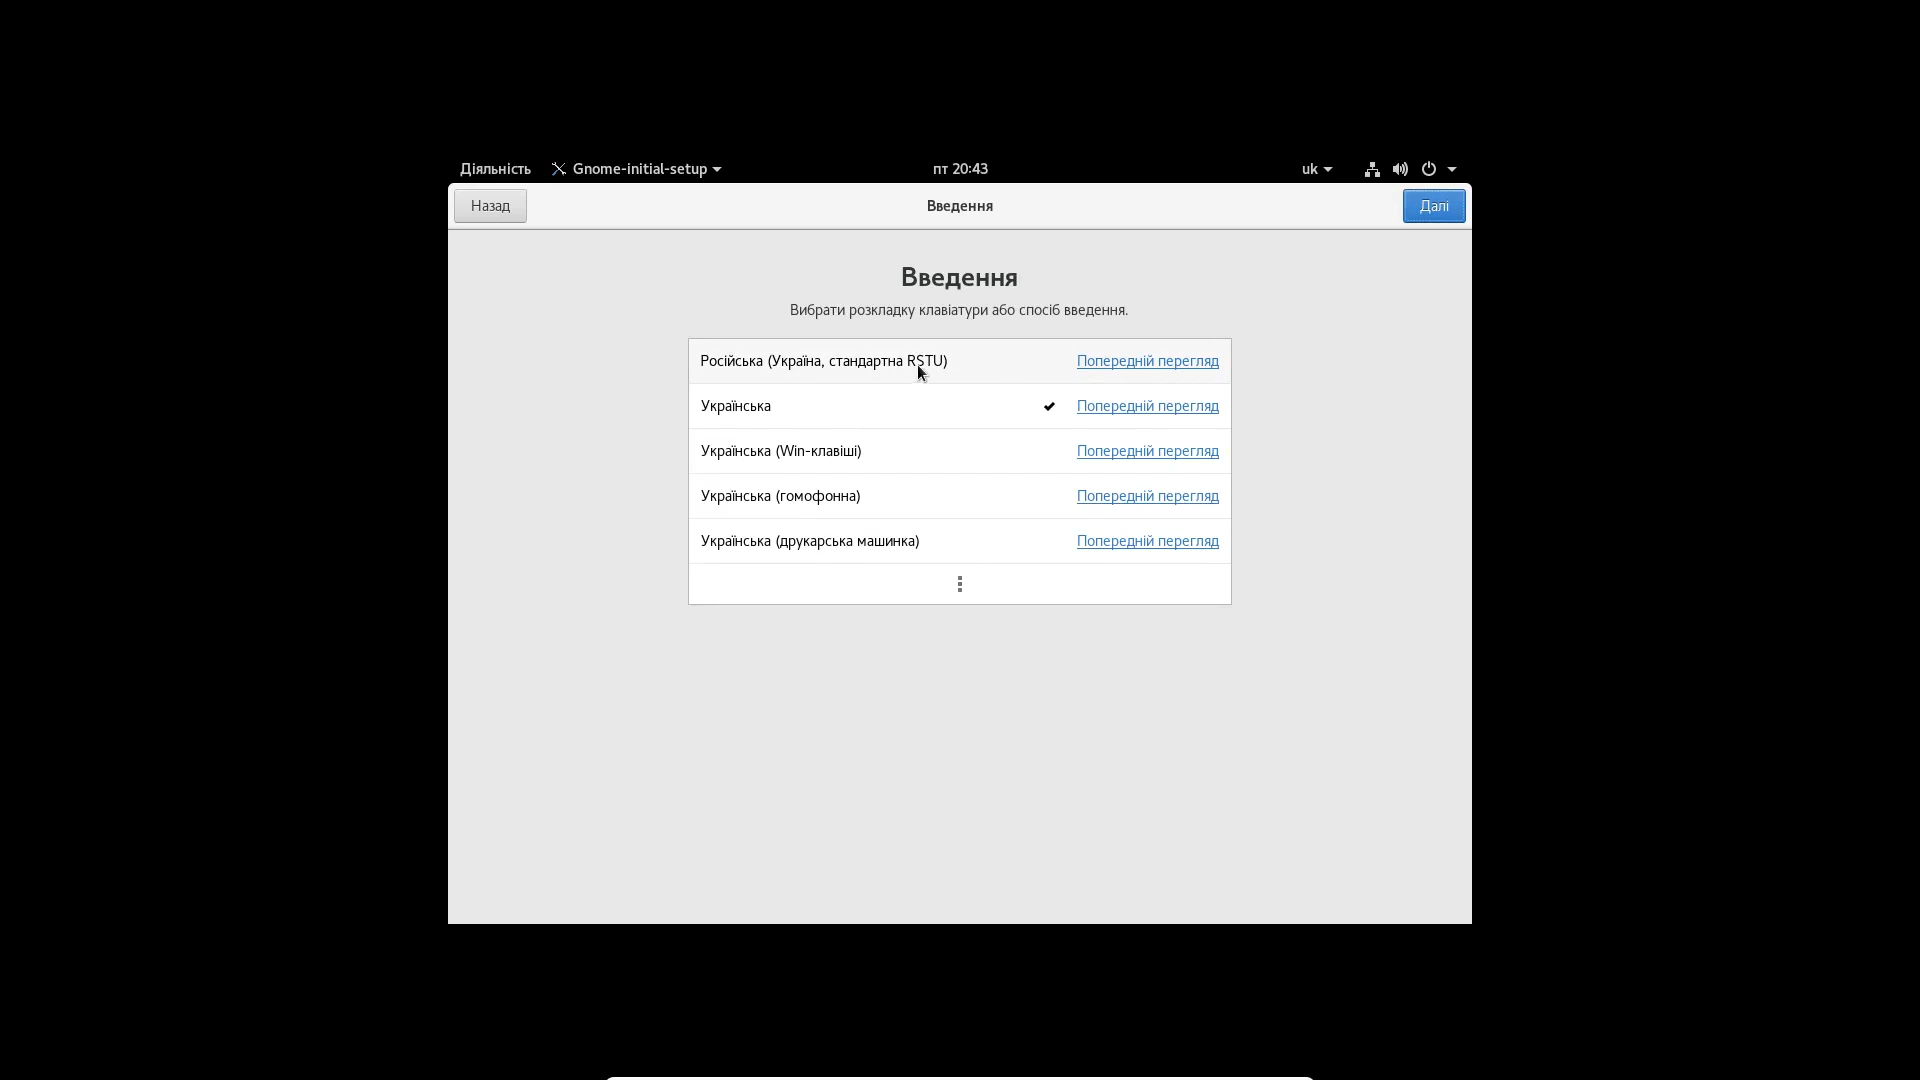 Діяльність Gnome-initial-setup пт 20:43 uk
Назад Введення Далі
Введення
Вибрати розкладку клавіатури або спосіб введення.
Російська (Україна, стандартна RSTU) Попередній перегляд
Українська Попередній перегляд
Українська (Win-клавіші) Попередній перегляд
Українська (гомофонна) Попередній перегляд
Українська (друкарська машинка) Попередній перегляд